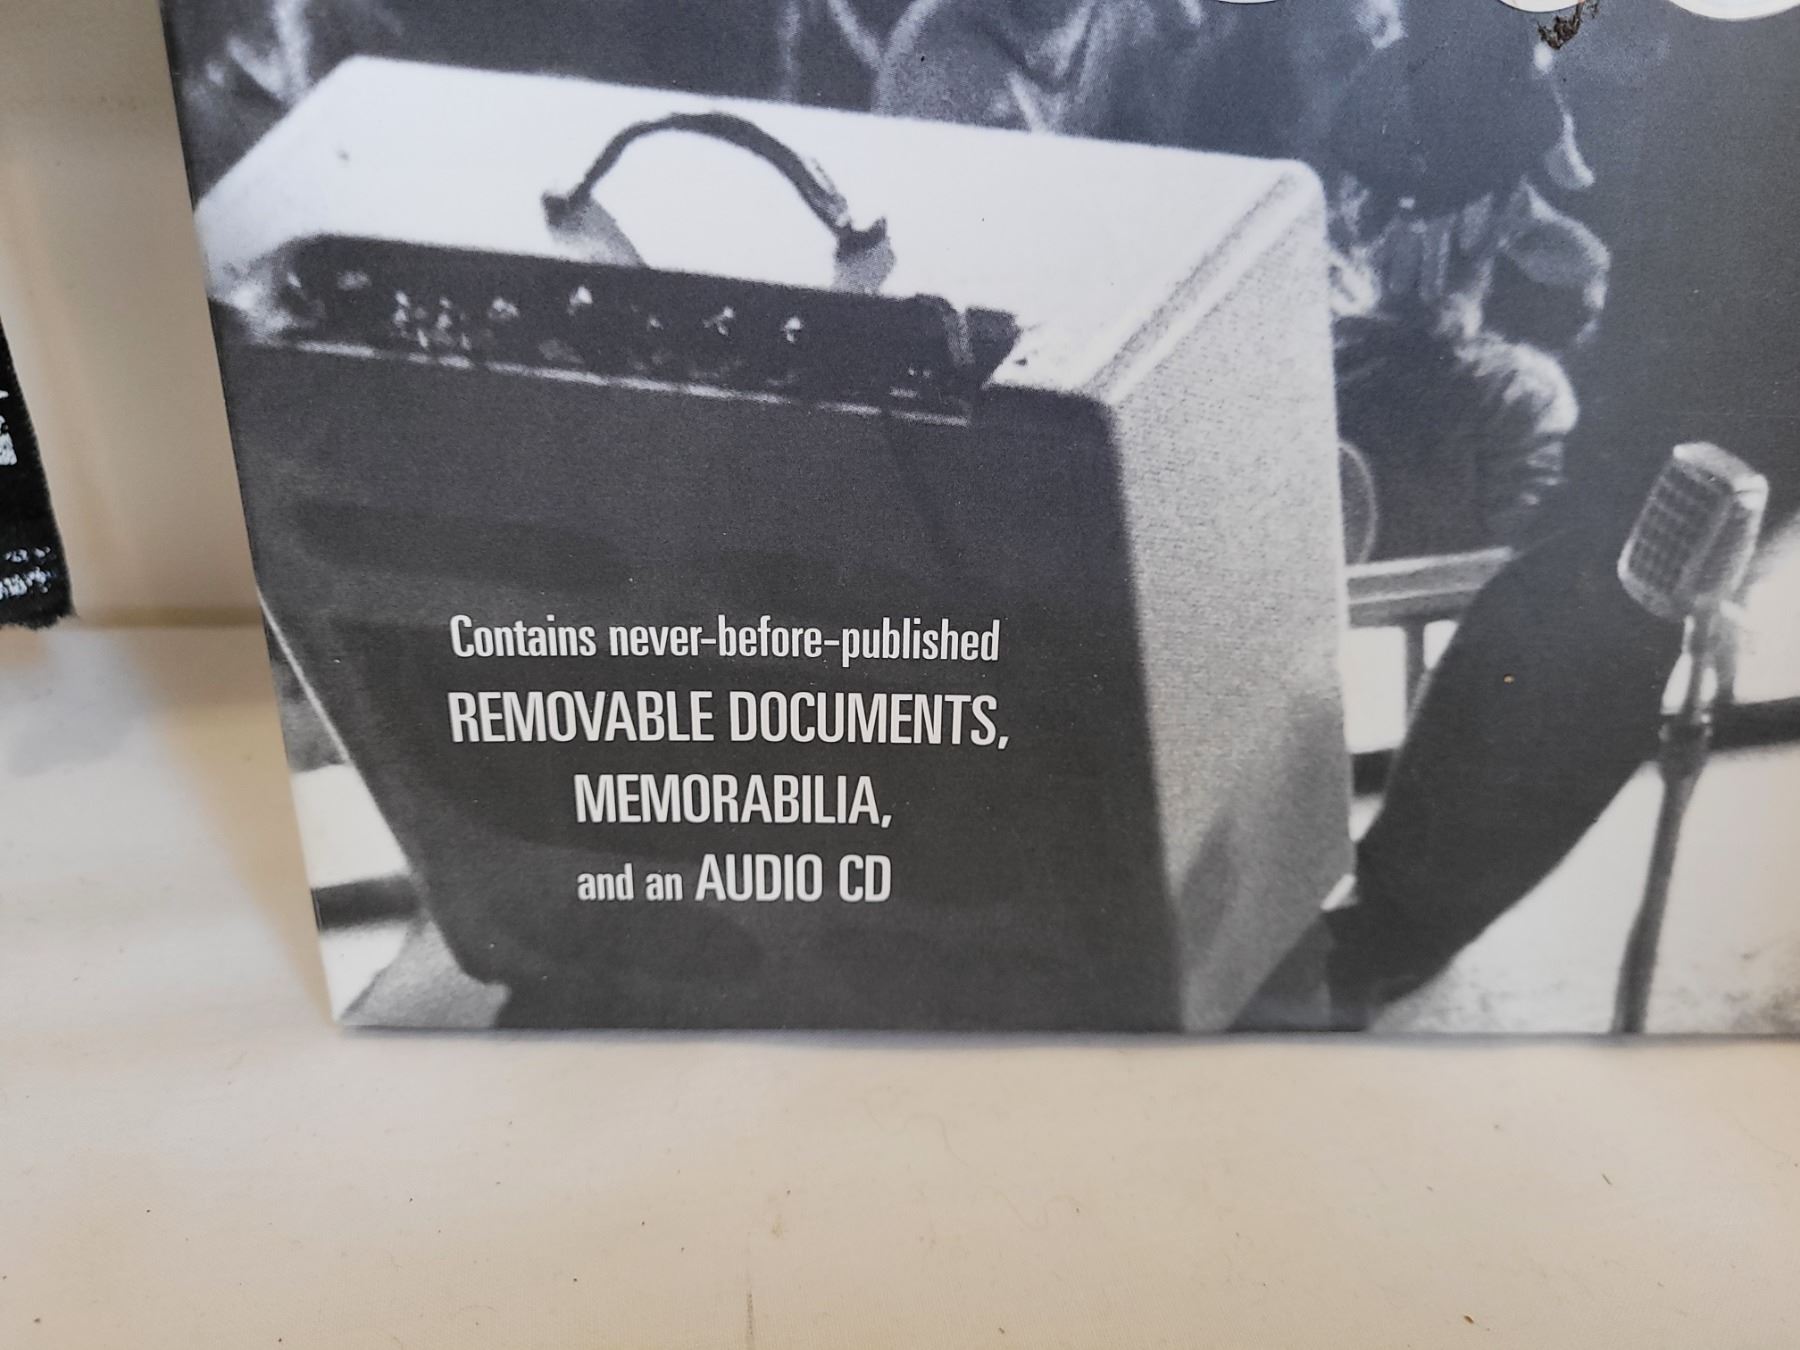 Contains never-before-published
REMOVABLE DOCUMENTS,
MEMORABILIA,
and an AUDIO CD